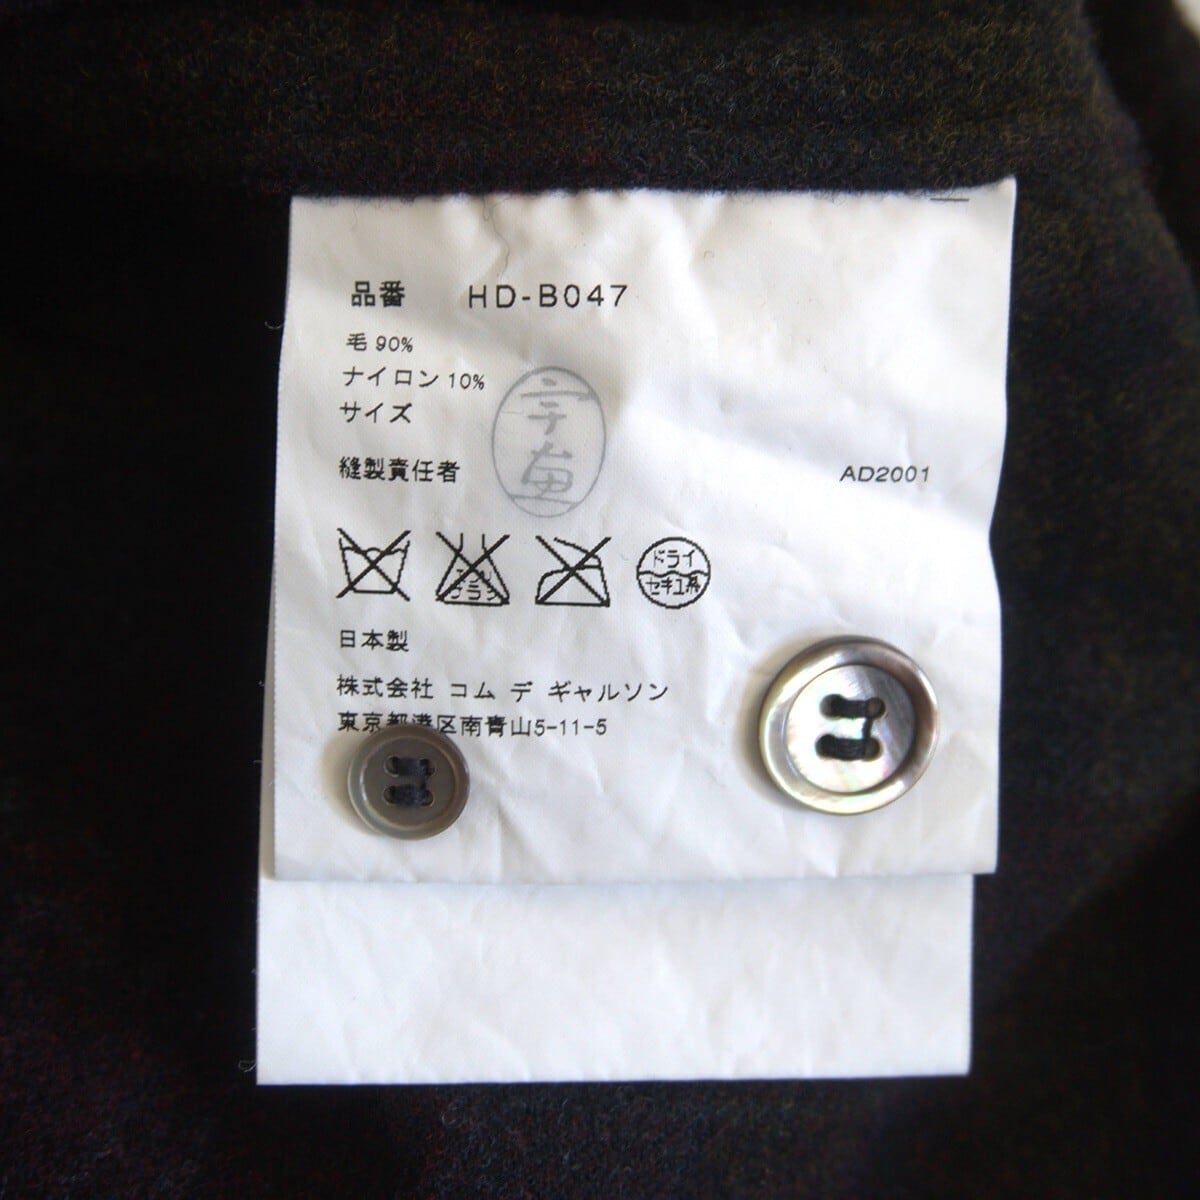 品番 HD-B047
毛 90%
ナイロン 10%
サイズ
縫製責任者
AD2001
ドライ
セキユ系
日本製
株式会社 コム デ ギャルソン
東京都港区南青山5-11-5